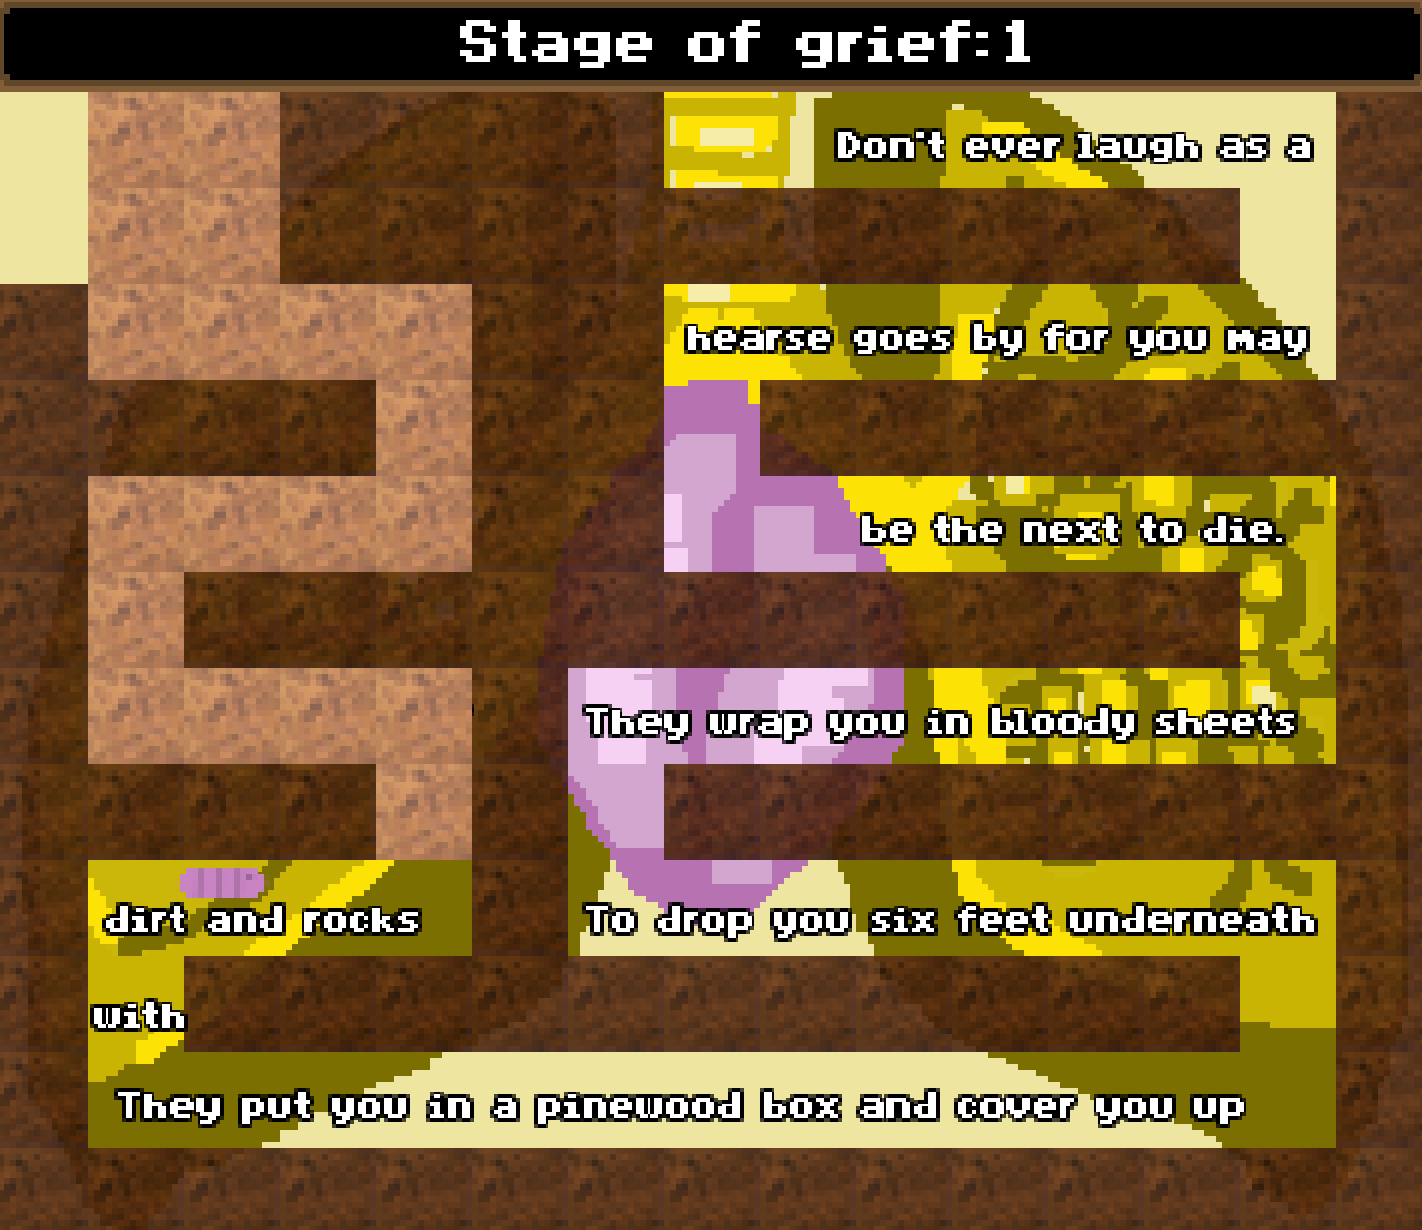 Stage of grief:1
Don't ever laugh as a
hearse goes by for you may
be the next to die.
They wrap you in bloody sheets
To drop you six feet underneath
They put you in a pinewood box and cover you up
with
dirt and rocks